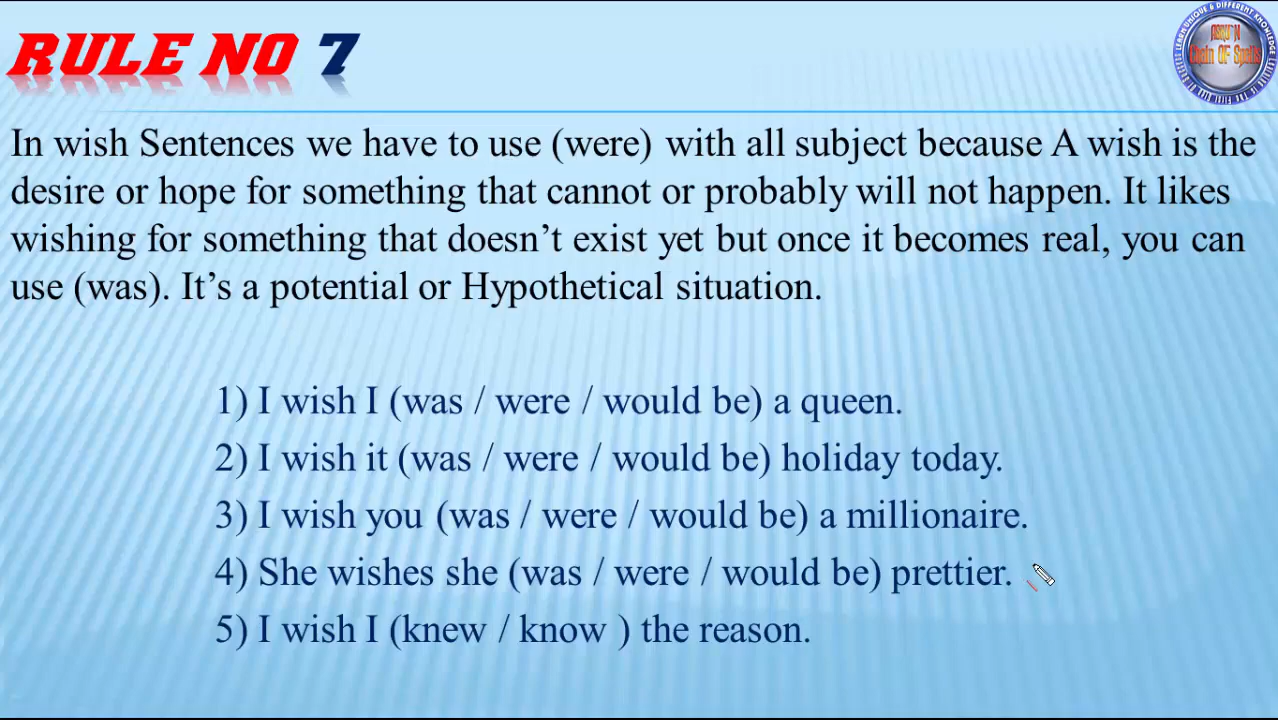 RULE NO 7
In wish Sentences we have to use (were) with all subject because A wish is the
desire or hope for something that cannot or probably will not happen. It likes
wishing for something that doesn’t exist yet but once it becomes real, you can
use (was). It’s a potential or Hypothetical situation.
1) I wish I (was / were / would be) a queen.
2) I wish it (was / were / would be) holiday today.
3) I wish you (was / were / would be) a millionaire.
4) She wishes she (was / were / would be) prettier.
5) I wish I (knew / know ) the reason.